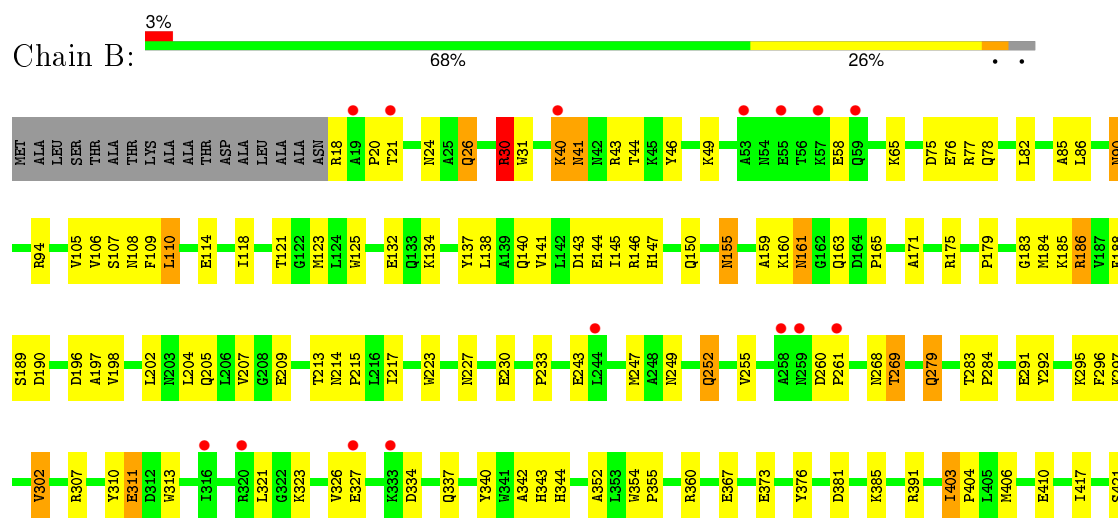 3%
Chain B:
68% 26% • •
MET ALA LEU SER THR ALA THR LYS ALA ALA THR ASP ALA LEU ALA ALA ASN R18 A19 P20 T21 N24 A25 Q26 R30 W31 K40 N41 N42 R43 T44 K45 Y46 K49 A53 N54 E55 T56 K57 E58 Q59 K65 D75 E76 R77 Q78 L82 A85 L86 N90
R94 V105 V106 S107 N108 F109 L110 E114 I118 T121 G122 M123 L124 W125 E132 Q133 K134 Y137 L138 A139 Q140 V141 L142 D143 E144 I145 R146 H147 Q150 N155 A159 K160 N161 G162 Q163 D164 P165 A171 R175 P179 G183 M184 K185 R186 V187 F188
S189 D190 D196 A197 V198 L202 N203 L204 Q205 L206 V207 G208 E209 T213 N214 P215 L216 I217 W223 N227 E230 P233 E243 L244 M247 A248 N249 Q252 V255 A258 N259 D260 P261 N268 T269 Q279 T283 P284 E291 Y292 K295 F296 K297
V302 R307 Y310 E311 D312 W313 I316 R320 L321 G322 K323 V326 E327 K333 D334 Q337 Y340 W341 A342 H343 H344 A352 L353 W354 P355 R360 E367 E373 Y376 D381 K385 R391 I403 P404 L405 M406 E410 I417 S421